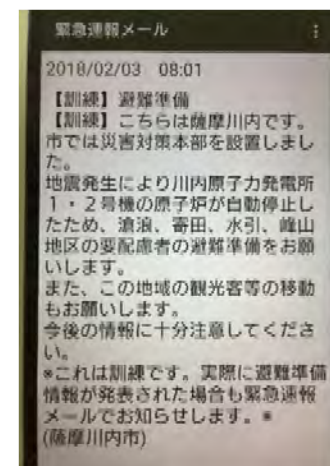 緊急速報メール
2018/02/03 08:01
【訓練】避難準備
【訓練】こちらは薩摩川内です。
市では災害対策本部を設置しまし
た。
地震発生により川内原子力発電所
1・2号機の原子炉が自動停止し
たため、滄浪、寄田、水引、峰山
地区の要配慮者の避難準備をお願
いします。
また、この地域の観光客等の移動
もお願いします。
今後の情報に十分注意してくださ
い。
*これは訓練です。実際に避難準備
情報が発表された場合も緊急速報
メールでお知らせします。*
(薩摩川内市)